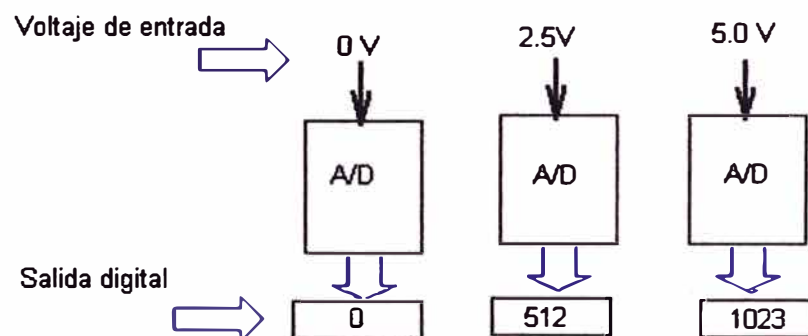 Voltaje de entrada
0 V 2.5V 5.0 V
A/D A/D A/D
Salida digital
0 512 1023